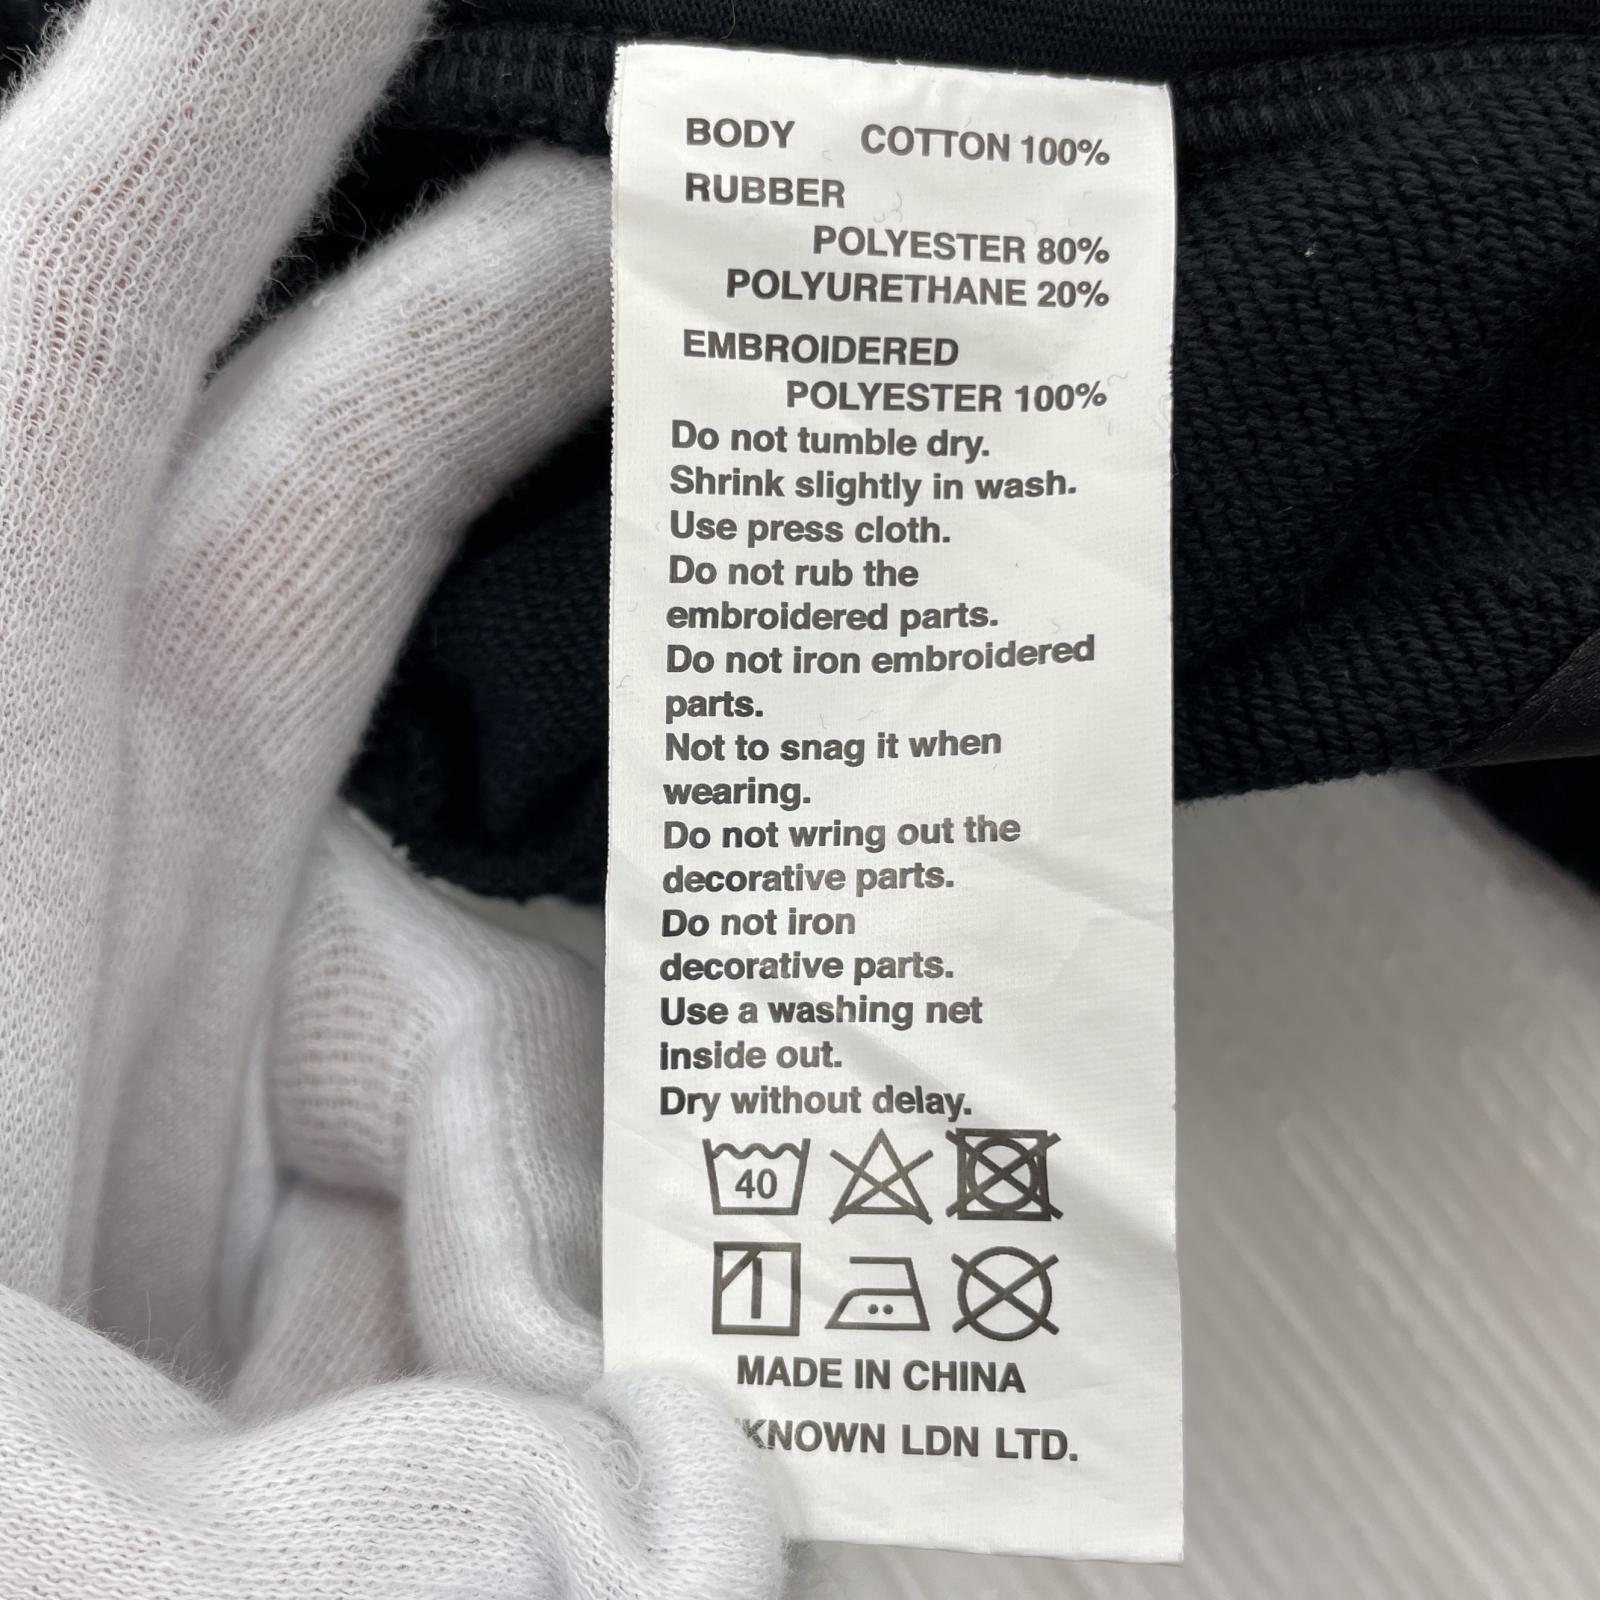 BODY COTTON 100%
RUBBER
POLYESTER 80%
POLYURETHANE 20%
EMBROIDERED
POLYESTER 100%
Do not tumble dry.
Shrink slightly in wash.
Use press cloth.
Do not rub the
embroidered parts.
Do not iron embroidered
parts.
Not to snag it when
wearing.
Do not wring out the
decorative parts.
Do not iron
decorative parts.
Use a washing net
inside out.
Dry without delay.
40
MADE IN CHINA
LDN LTD.